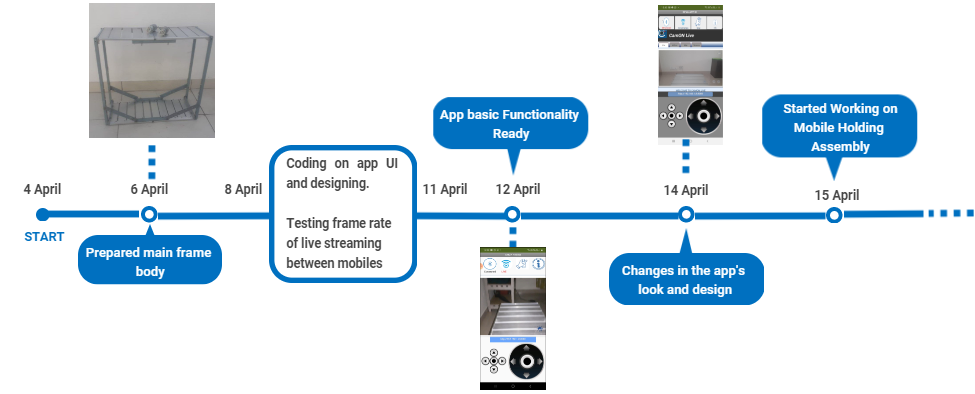 4 April
START
6 April
Prepared main frame
body
8 April
Coding on app UI
and designing.
Testing frame rate
of live streaming
between mobiles
11 April
App basic Functionality
Ready
12 April
CamON Live
14 April
Changes in the app's
look and design
Started Working on
Mobile Holding
Assembly
15 April